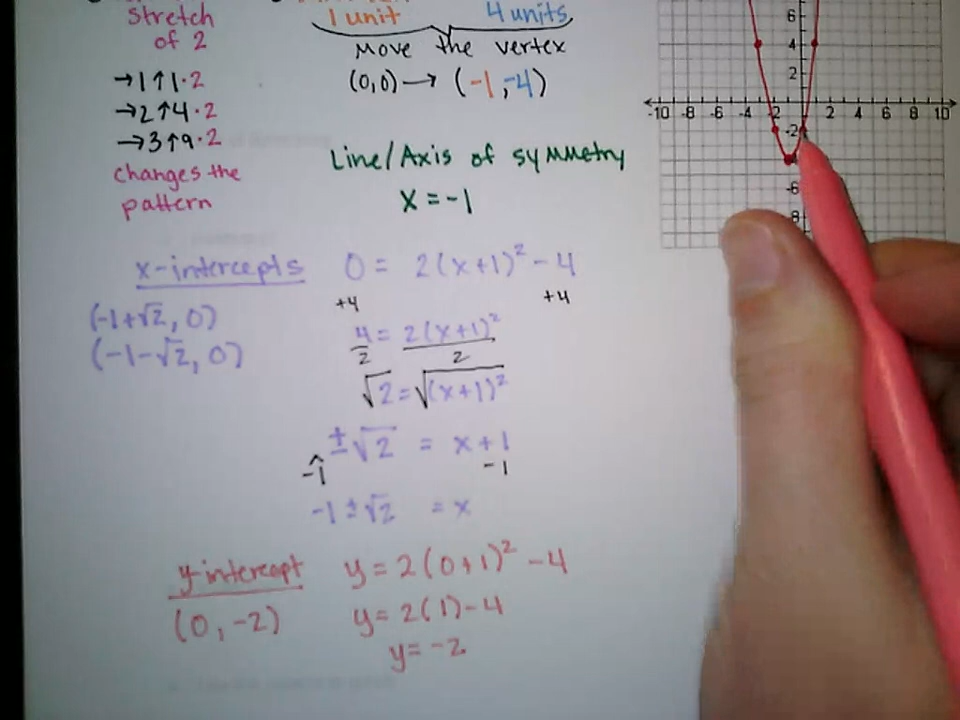 stretch
of 2
→1↑1·2
→2↑4·2
→3↑9·2
changes the
pattern
1 unit 4 units
Move the vertex
(0,0)→(-1,-4)
Line/Axis of symmetry
x=-1
x-intercepts
(-1+√2, 0)
(-1-√2, 0)
0 = 2(x+1)² - 4
+4 +4
4/2 = 2(x+1)²/2
√2 = √(x+1)²
±√2 = x+1
-1 -1
-1±√2 = x
y-intercept
(0, -2)
y = 2(0+1)² - 4
y = 2(1) - 4
y = -2
6
4
2
-10 -8 -6 -4 -2 2 4 6 8 10
-2
-6